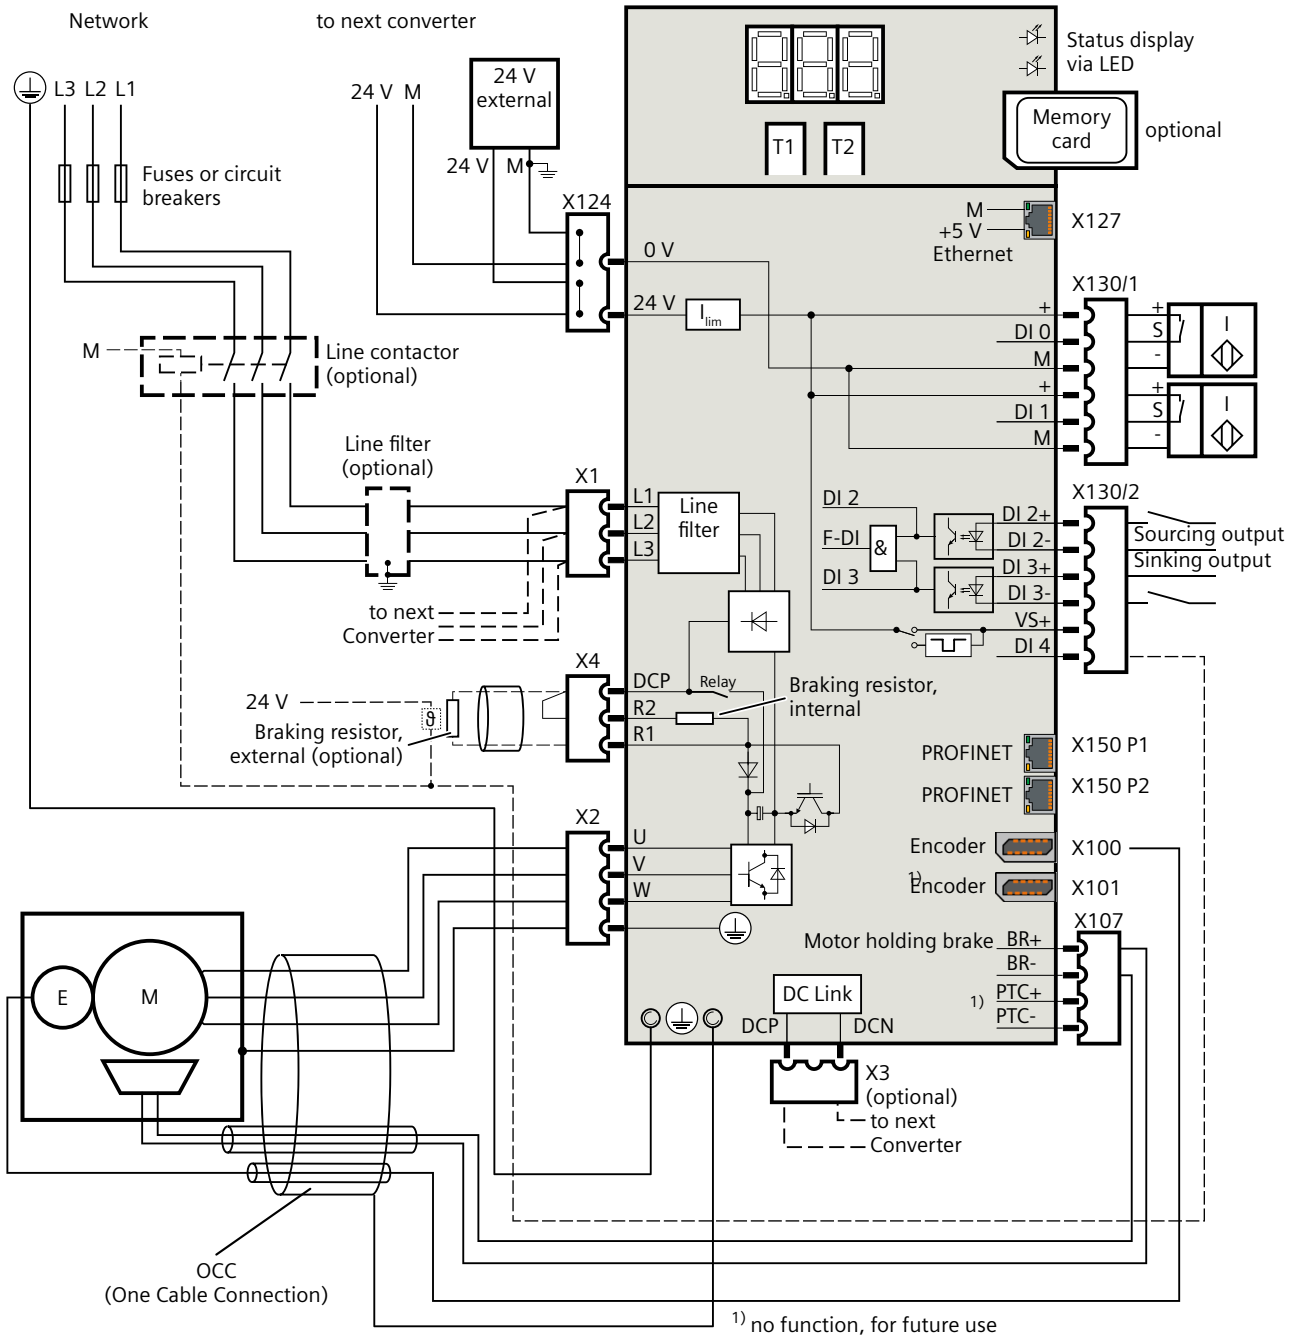 Network
to next converter
L3 L2 L1
24 V M
24 V
external
Status display
via LED
Memory
card
optional
T1
T2
Fuses or circuit
breakers
24 V
M
X124
M
+5 V
Ethernet
X127
0 V
24 V
I lim
X130/1
+
DI 0
M
+
DI 1
M
+
S
-
I
+
S
-
I
M
Line contactor
(optional)
Line filter
(optional)
X1
L1
L2
L3
Line
filter
X130/2
DI 2
F-DI
&
DI 3
DI 2+
DI 2-
DI 3+
DI 3-
VS+
DI 4
Sourcing output
Sinking output
to next
Converter
X4
DCP
R2
R1
Relay
Braking resistor,
internal
24 V
ϑ
Braking resistor,
external (optional)
PROFINET
X150 P1
PROFINET
X150 P2
X2
U
V
W
Encoder
X100
1)
Encoder
X101
X107
Motor holding brake
BR+
BR-
1)
PTC+
PTC-
E
M
DC Link
DCP
DCN
X3
(optional)
to next
Converter
OCC
(One Cable Connection)
1) no function, for future use